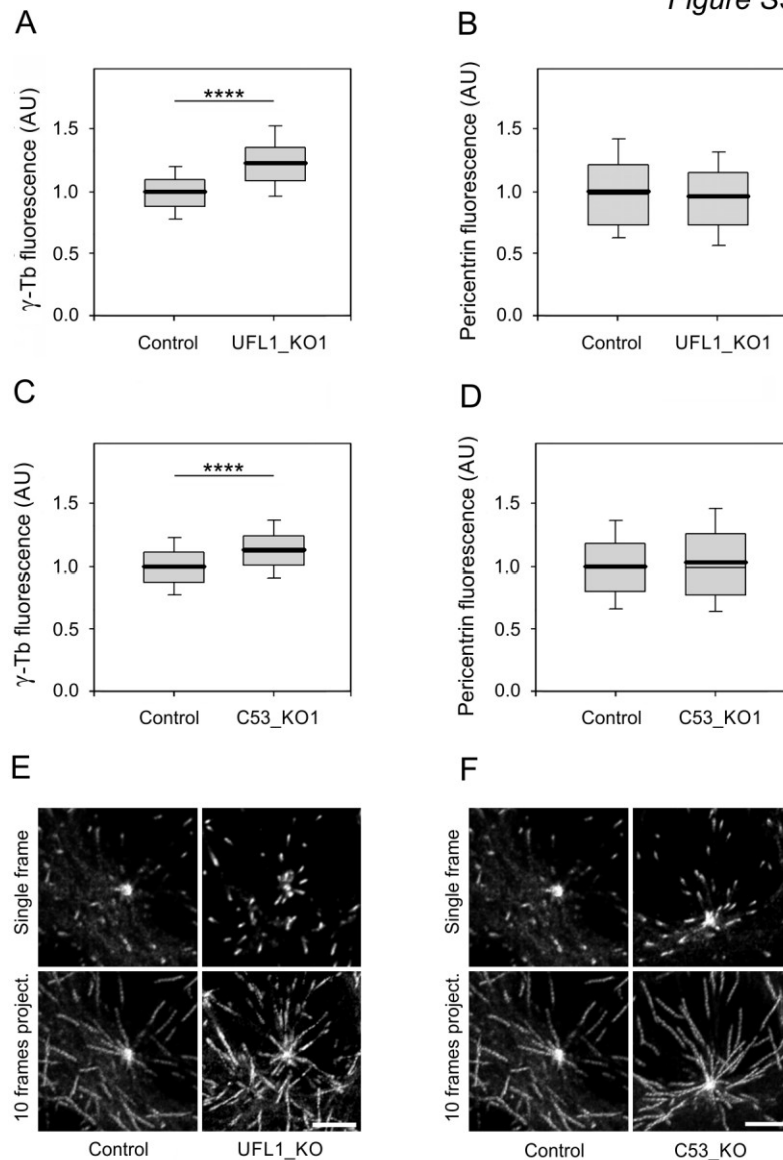 Figure S3
A
B
γ-Tb fluorescence (AU)
1.5
1.0
0.5
0.0
****
Control UFL1_KO1
Pericentrin fluorescence (AU)
1.5
1.0
0.5
0.0
Control UFL1_KO1
C
D
γ-Tb fluorescence (AU)
1.5
1.0
0.5
0.0
****
Control C53_KO1
Pericentrin fluorescence (AU)
1.5
1.0
0.5
0.0
Control C53_KO1
E
F
Single frame
10 frames project.
Control UFL1_KO
Single frame
10 frames project.
Control C53_KO